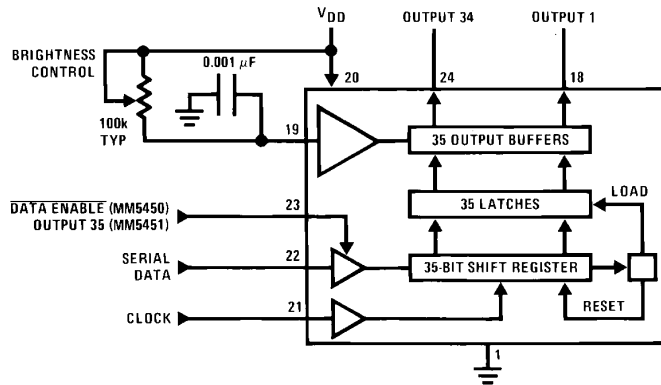 VDD
OUTPUT 34
OUTPUT 1
BRIGHTNESS
CONTROL
0.001 µF
20
24
18
100k
TYP
19
35 OUTPUT BUFFERS
DATA ENABLE (MM5450)
OUTPUT 35 (MM5451)
23
35 LATCHES
LOAD
SERIAL
DATA
22
35-BIT SHIFT REGISTER
CLOCK
21
RESET
1